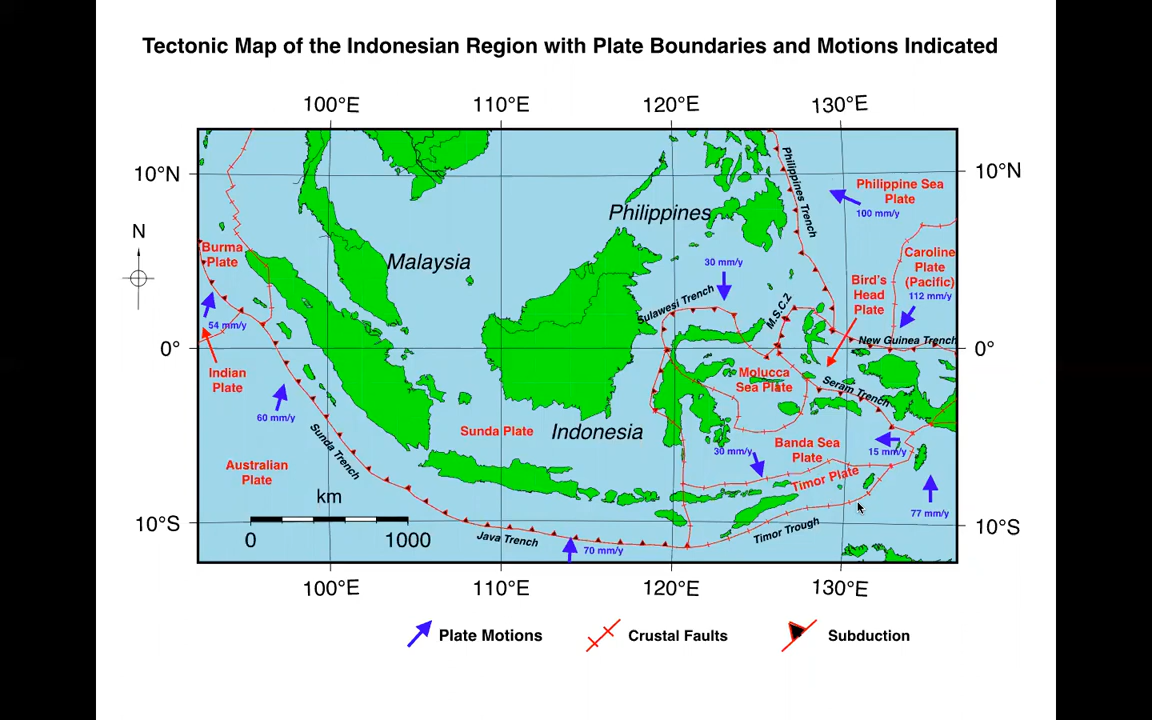 Tectonic Map of the Indonesian Region with Plate Boundaries and Motions Indicated
100°E
110°E
120°E
130°E
10°N
10°N
Philippines Trench
Philippine Sea
Plate
100 mm/y
Philippines
N
Burma
Plate
Malaysia
Caroline
Plate
(Pacific)
112 mm/y
30 mm/y
Bird's
Head
Plate
Sulawesi Trench
M.S.C.Z
54 mm/y
0°
0°
New Guinea Trench
Indian
Plate
Molucca
Sea Plate
Seram Trench
60 mm/y
Sunda Plate
Indonesia
Sunda Trench
Banda Sea
Plate
15 mm/y
30 mm/y
Australian
Plate
Timor Plate
km
0
1000
77 mm/y
10°S
10°S
Java Trench
70 mm/y
Timor Trough
100°E
110°E
120°E
130°E
Plate Motions
Crustal Faults
Subduction